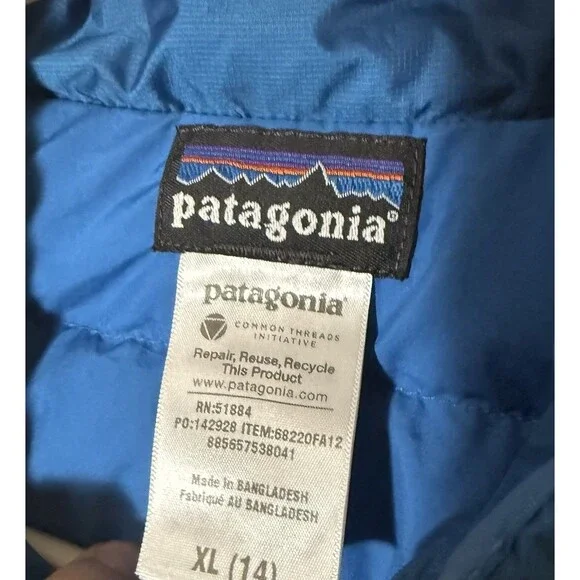 patagonia®
patagonia®
COMMON THREADS
INITIATIVE
Repair, Reuse, Recycle
This Product
www.patagonia.com
RN:51884
PO:142928 ITEM:68220FA12
885657538041
Made in BANGLADESH
Fabriqué AU BANGLADESH
XL (14)